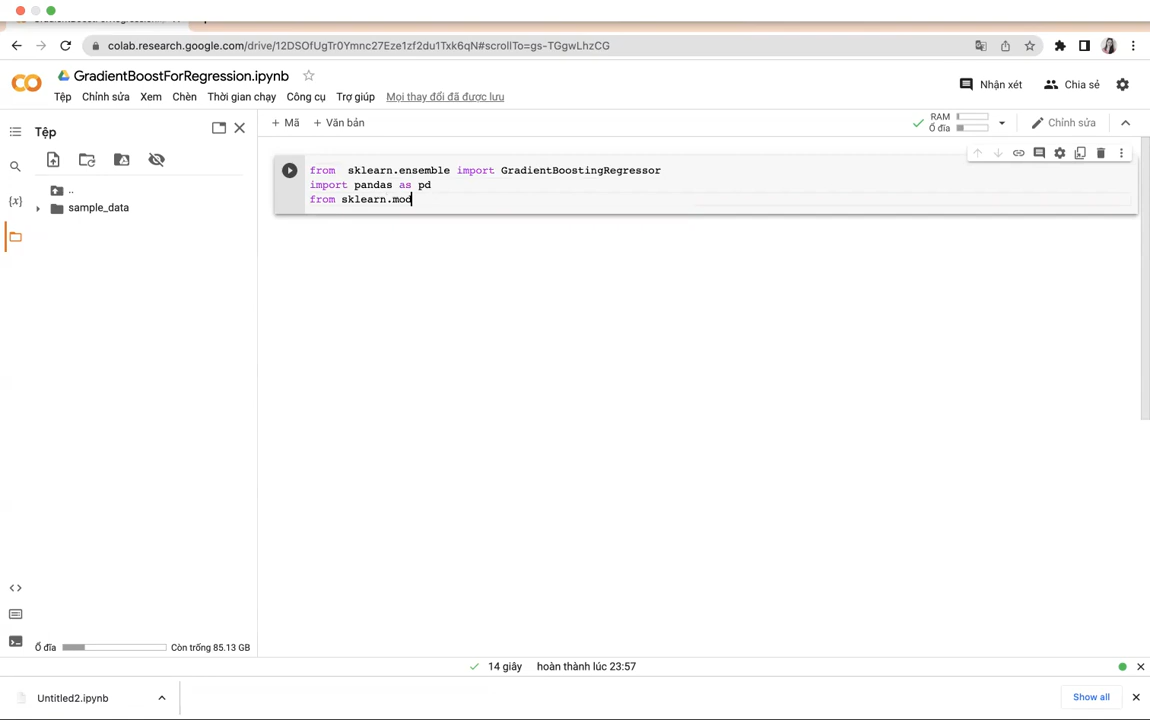 colab.research.google.com/drive/12DSOfUgTr0Ymnc27Eze1zf2du1Txk6qN#scrollTo=gs-TGgwLhzCG
GradientBoostForRegression.ipynb
Nhận xét
Chia sẻ
Tệp Chỉnh sửa Xem Chèn Thời gian chạy Công cụ Trợ giúp Mọi thay đổi đã được lưu
Tệp
+ Mã + Văn bản
RAM
Ổ đĩa
Chỉnh sửa
..
sample_data
{x}
from sklearn.ensemble import GradientBoostingRegressor
import pandas as pd
from sklearn.mod
<>
Ổ đĩa
Còn trống 85.13 GB
14 giây hoàn thành lúc 23:57
Untitled2.ipynb
Show all